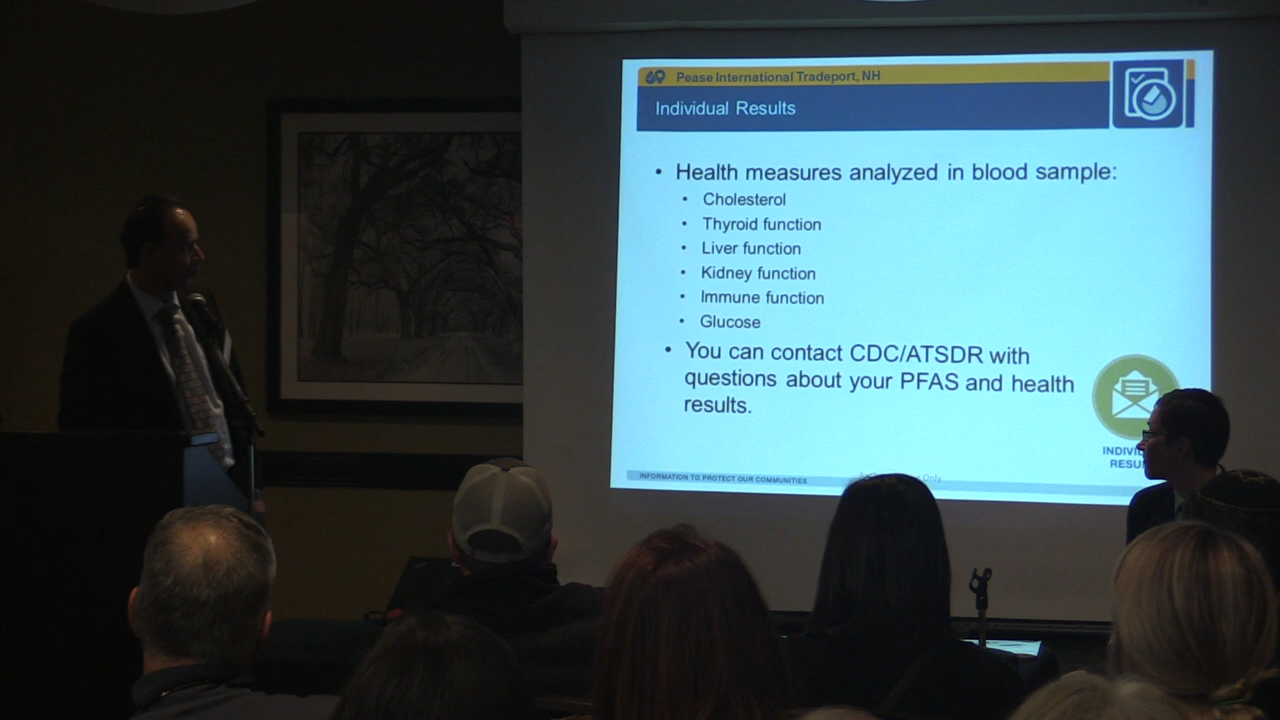 Pease International Tradeport, NH
Individual Results
• Health measures analyzed in blood sample:
• Cholesterol
• Thyroid function
• Liver function
• Kidney function
• Immune function
• Glucose
• You can contact CDC/ATSDR with
questions about your PFAS and health
results.
INFORMATION TO PROTECT OUR COMMUNITIES
Only